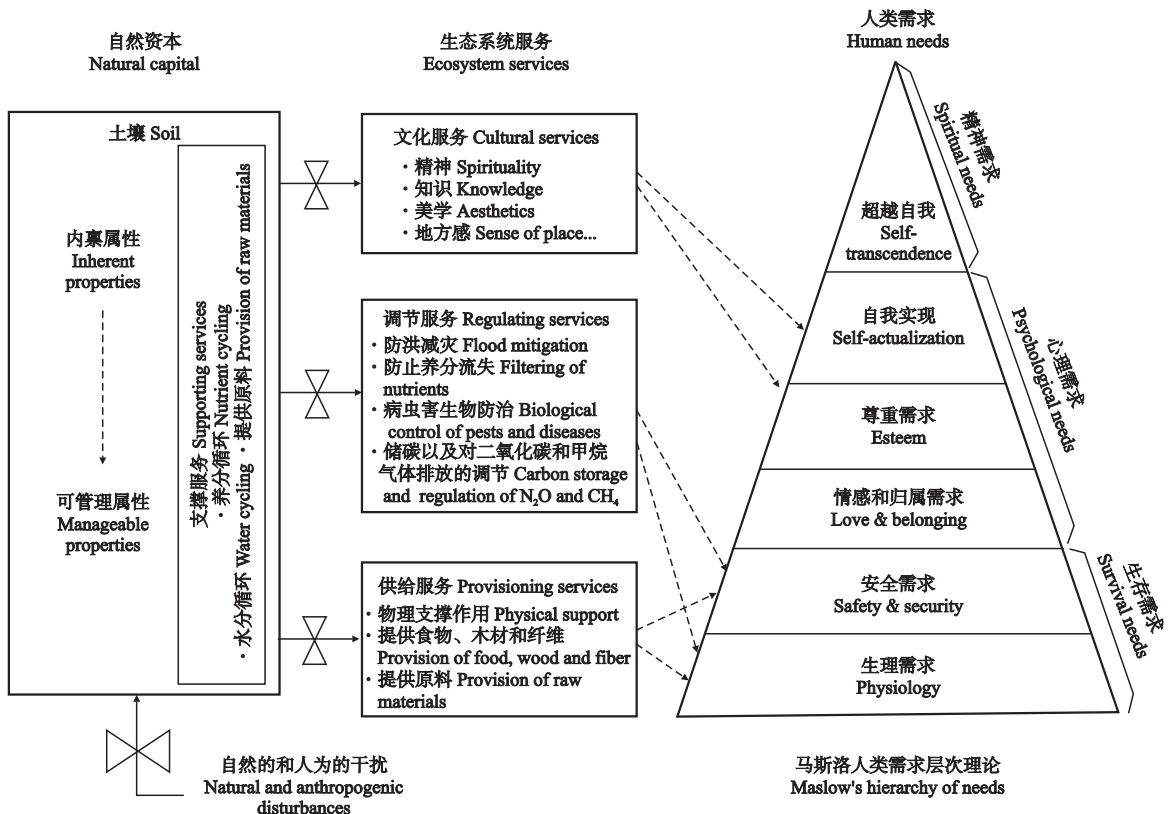 自然资本
Natural capital
生态系统服务
Ecosystem services
人类需求
Human needs
土壤 Soil
内禀属性
Inherent
properties
可管理属性
Manageable
properties
支撑服务 Supporting services
· 养分循环 Nutrient cycling
· 水分循环 Water cycling · 提供原料 Provision of raw materials
自然的和人为的干扰
Natural and anthropogenic
disturbances
文化服务 Cultural services
· 精神 Spirituality
· 知识 Knowledge
· 美学 Aesthetics
· 地方感 Sense of place...
调节服务 Regulating services
· 防洪减灾 Flood mitigation
· 防止养分流失 Filtering of
nutrients
· 病虫害生物防治 Biological
control of pests and diseases
· 储碳以及对二氧化碳和甲烷
气体排放的调节 Carbon storage
and regulation of N₂O and CH₄
供给服务 Provisioning services
· 物理支撑作用 Physical support
· 提供食物、木材和纤维
Provision of food, wood and fiber
· 提供原料 Provision of raw
materials
超越自我
Self-
transcendence
自我实现
Self-actualization
尊重需求
Esteem
情感和归属需求
Love & belonging
安全需求
Safety & security
生理需求
Physiology
精神需求
Spiritual needs
心理需求
Psychological needs
生存需求
Survival needs
马斯洛人类需求层次理论
Maslow's hierarchy of needs